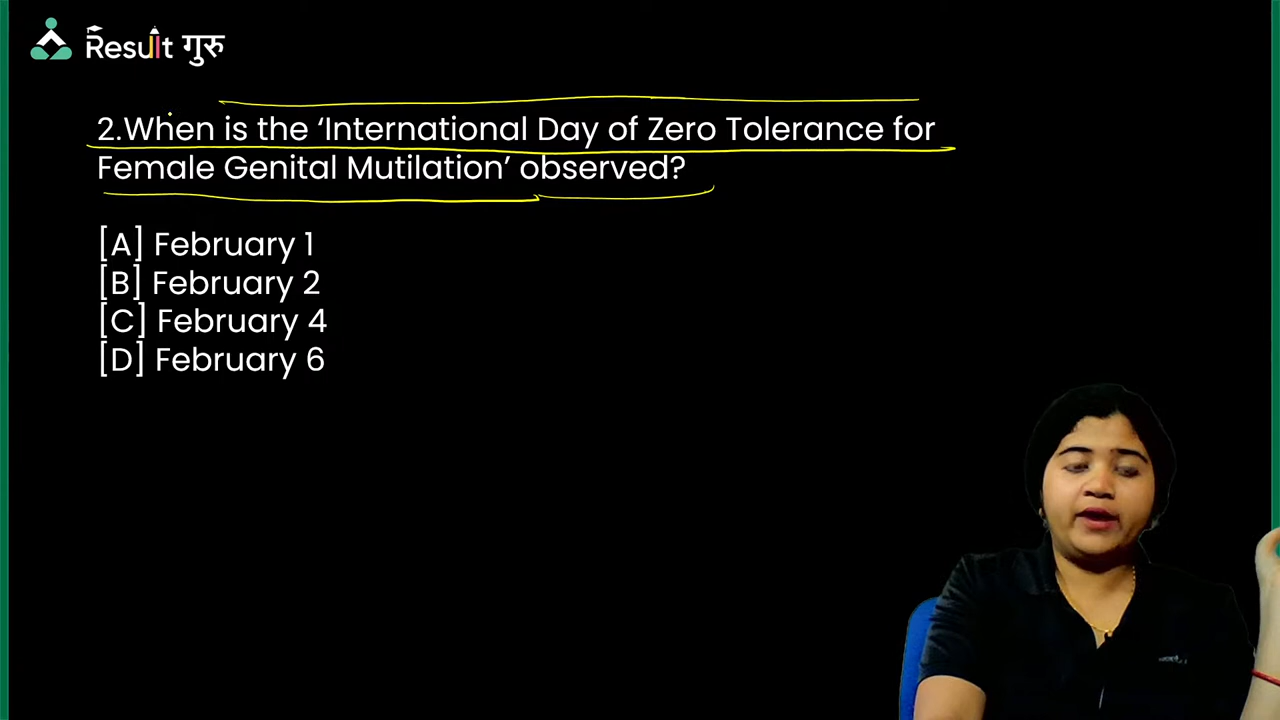 Result गुरु
2.When is the ‘International Day of Zero Tolerance for
Female Genital Mutilation’ observed?
[A] February 1
[B] February 2
[C] February 4
[D] February 6